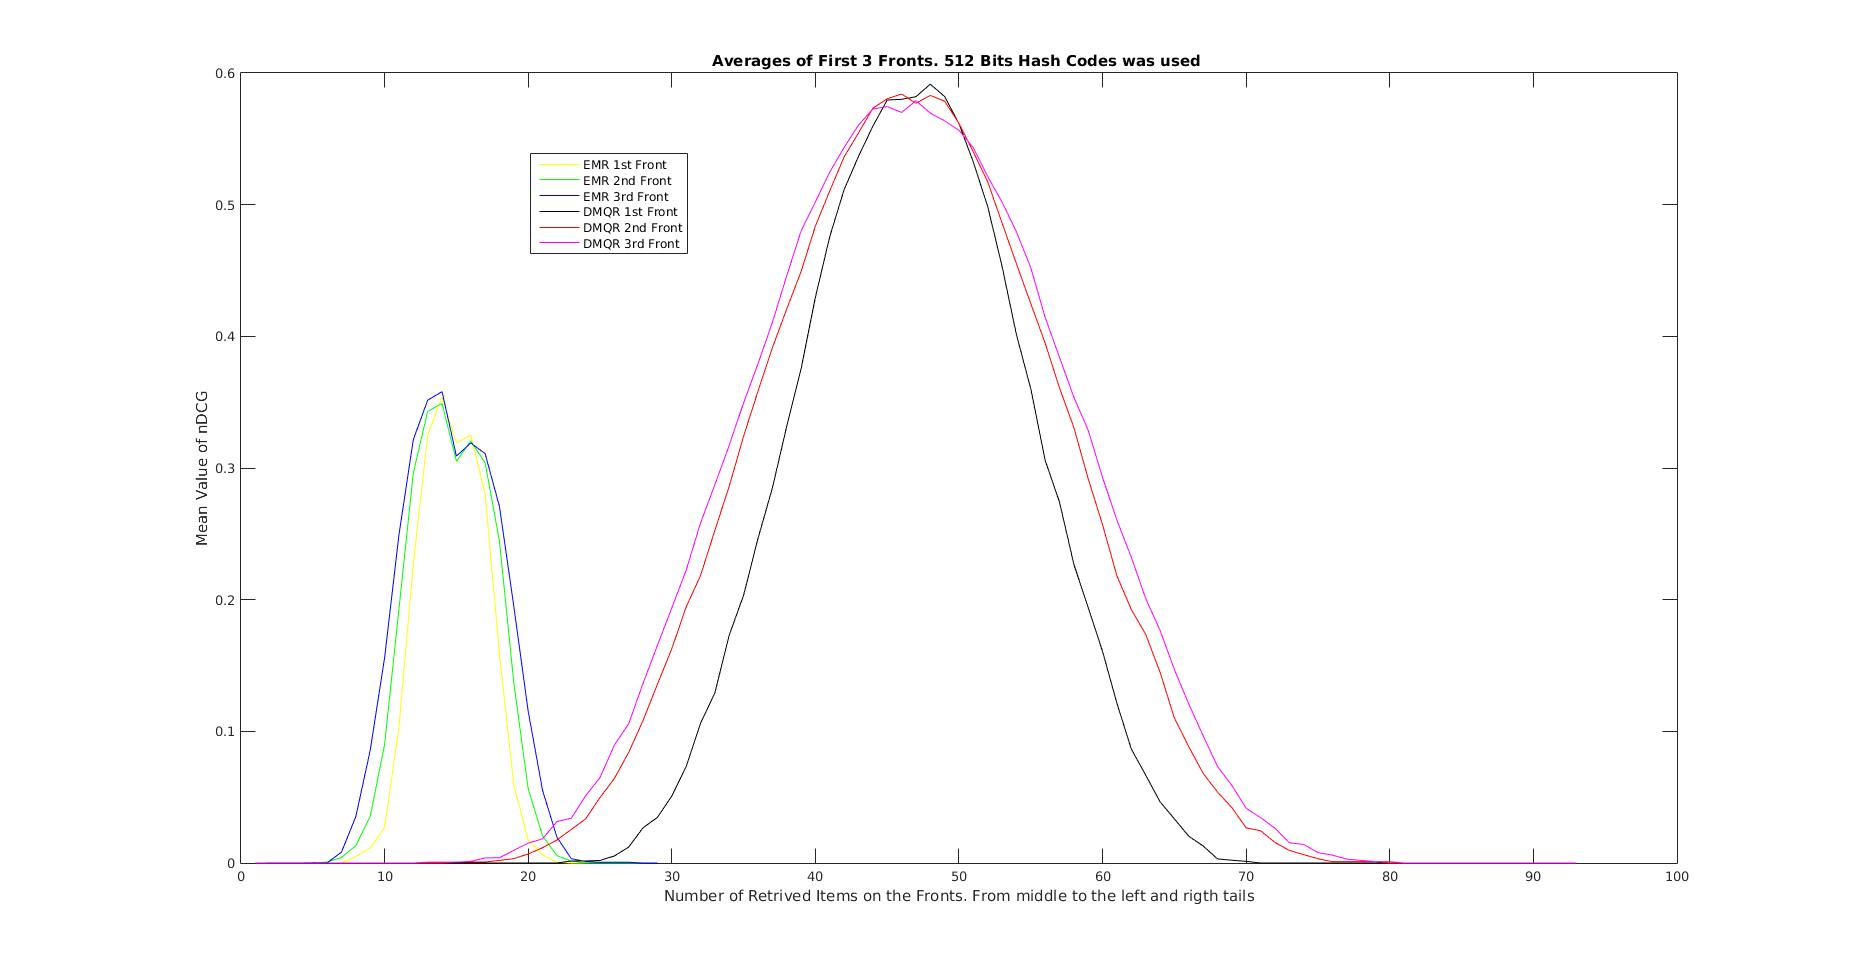 Averages of First 3 Fronts. 512 Bits Hash Codes was used
0.6
0.5
0.4
0.3
0.2
0.1
0
Mean Value of nDCG
EMR 1st Front
EMR 2nd Front
EMR 3rd Front
DMQR 1st Front
DMQR 2nd Front
DMQR 3rd Front
0 10 20 30 40 50 60 70 80 90 100
Number of Retrived Items on the Fronts. From middle to the left and rigth tails